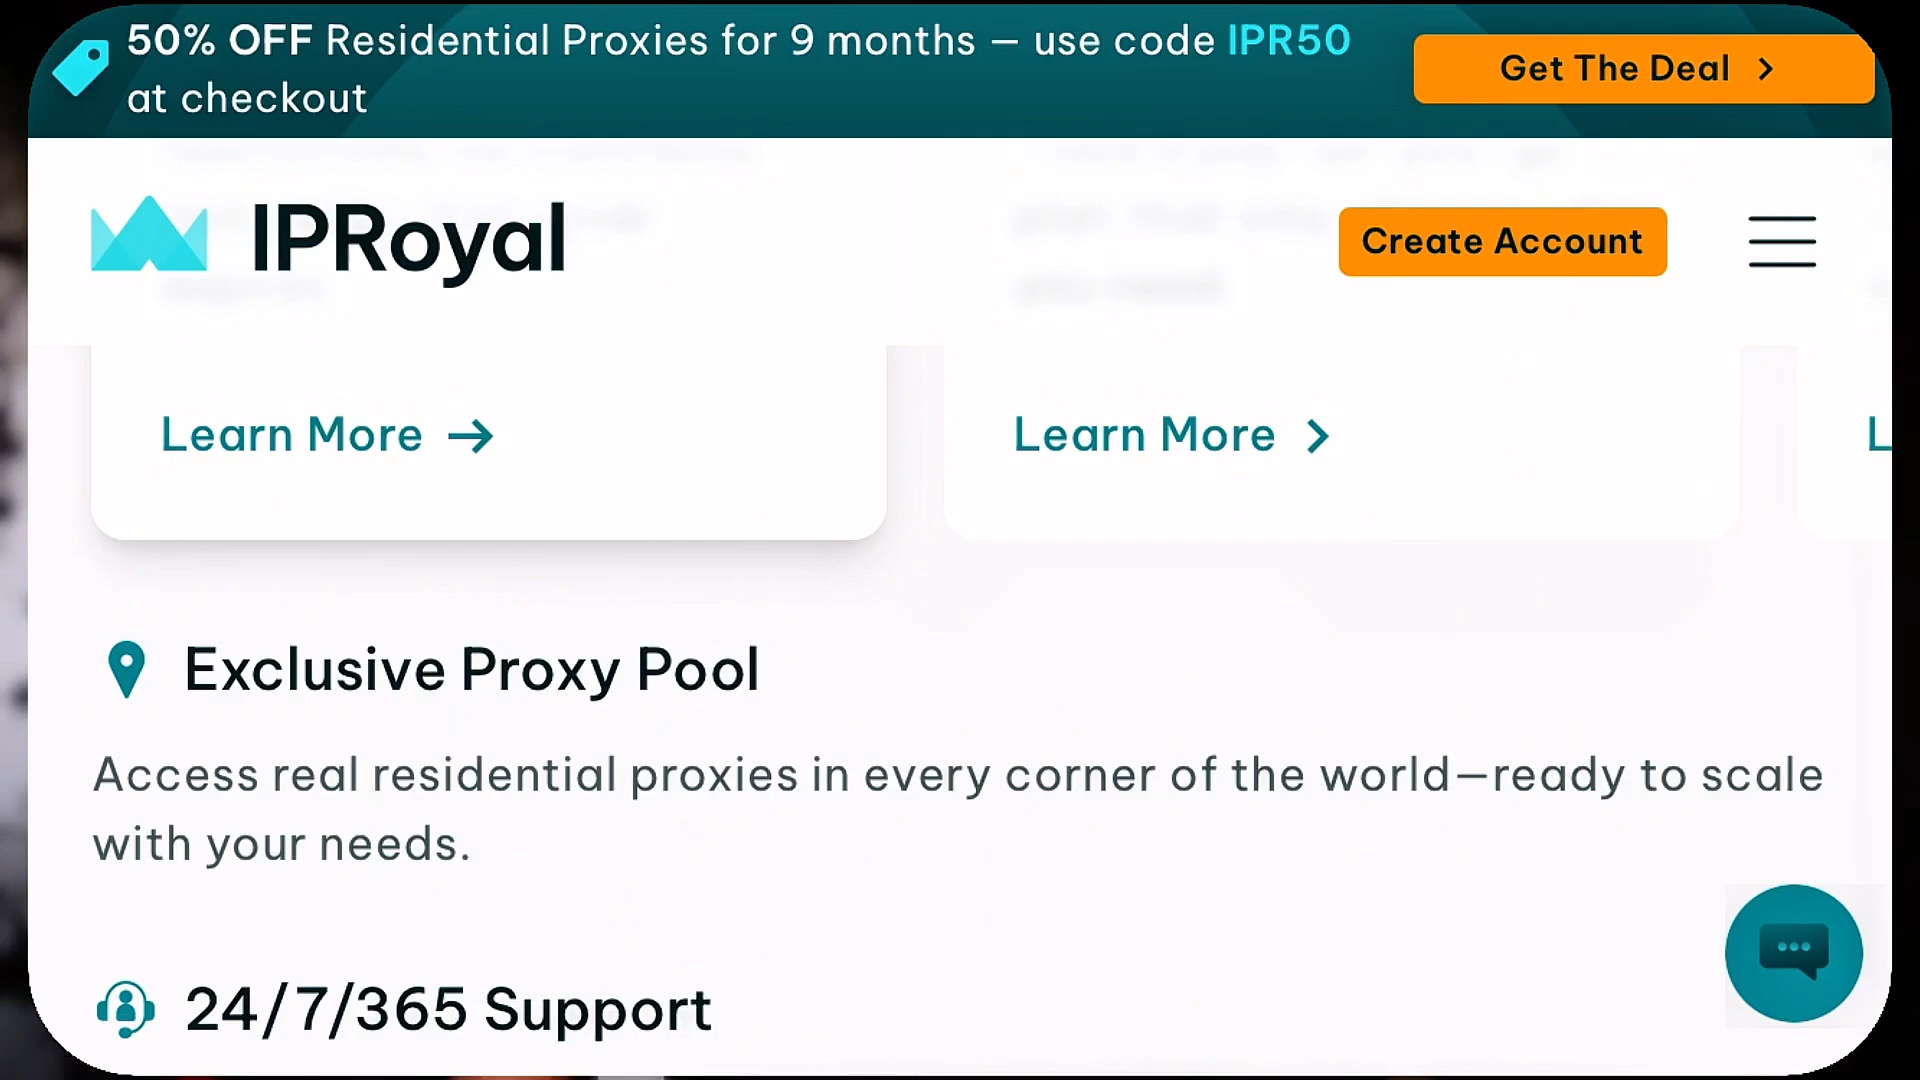 50% OFF Residential Proxies for 9 months — use code IPR50
at checkout
Get The Deal
IPRoyal
Create Account
Learn More
Learn More
L
Exclusive Proxy Pool
Access real residential proxies in every corner of the world—ready to scale
with your needs.
24/7/365 Support